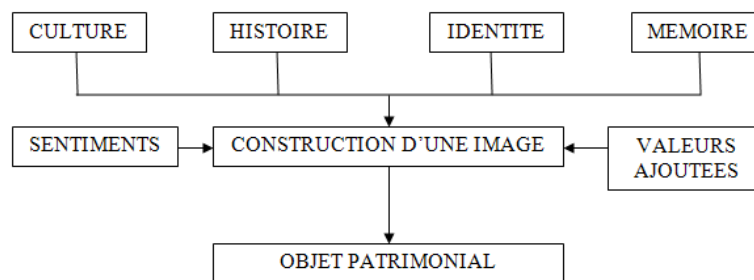 CULTURE
HISTOIRE
IDENTITE
MEMOIRE
SENTIMENTS
CONSTRUCTION D'UNE IMAGE
VALEURS
AJOUTEES
OBJET PATRIMONIAL